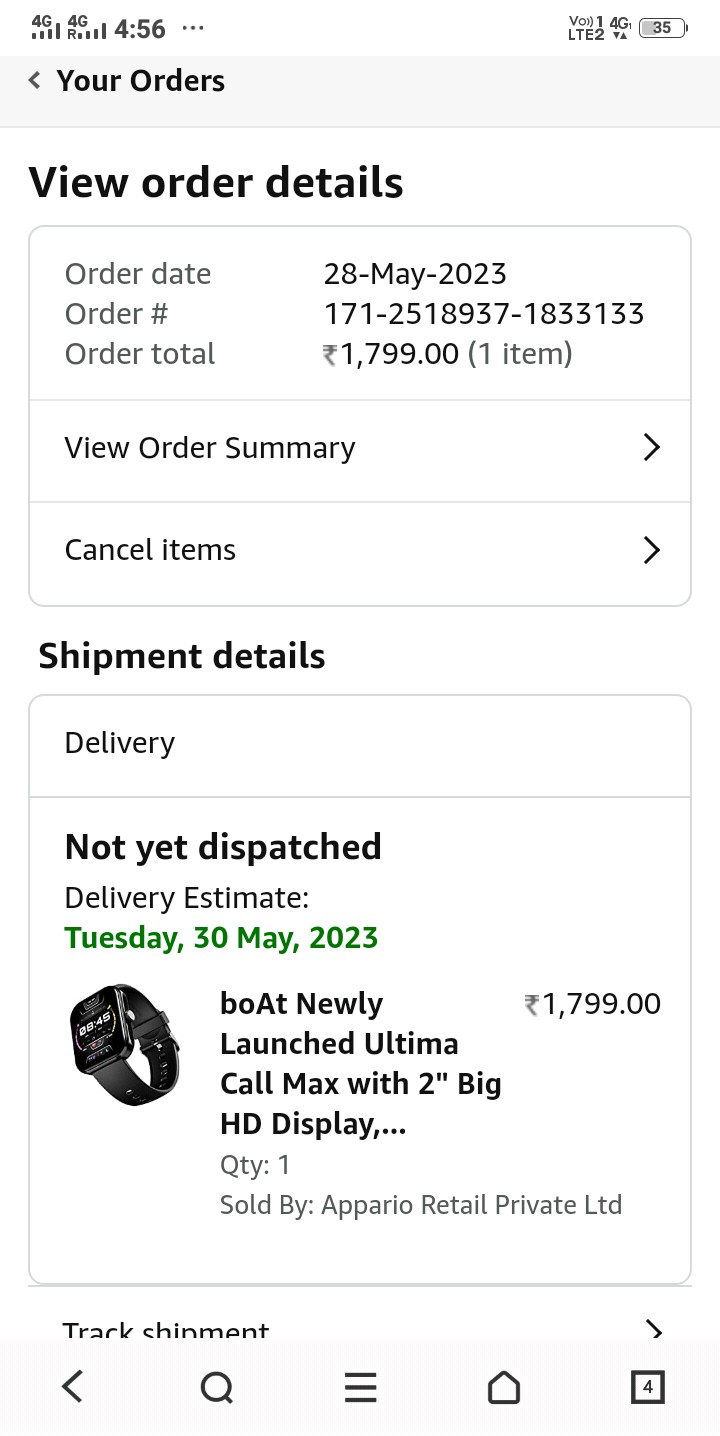 4G 4G R 4:56 ... Vo)) 1 LTE2 4G 35
Your Orders
View order details
Order date 28-May-2023
Order # 171-2518937-1833133
Order total ₹1,799.00 (1 item)
View Order Summary
Cancel items
Shipment details
Delivery
Not yet dispatched
Delivery Estimate:
Tuesday, 30 May, 2023
08:45
boAt Newly ₹1,799.00
Launched Ultima
Call Max with 2" Big
HD Display,...
Qty: 1
Sold By: Appario Retail Private Ltd
Track shipment
4